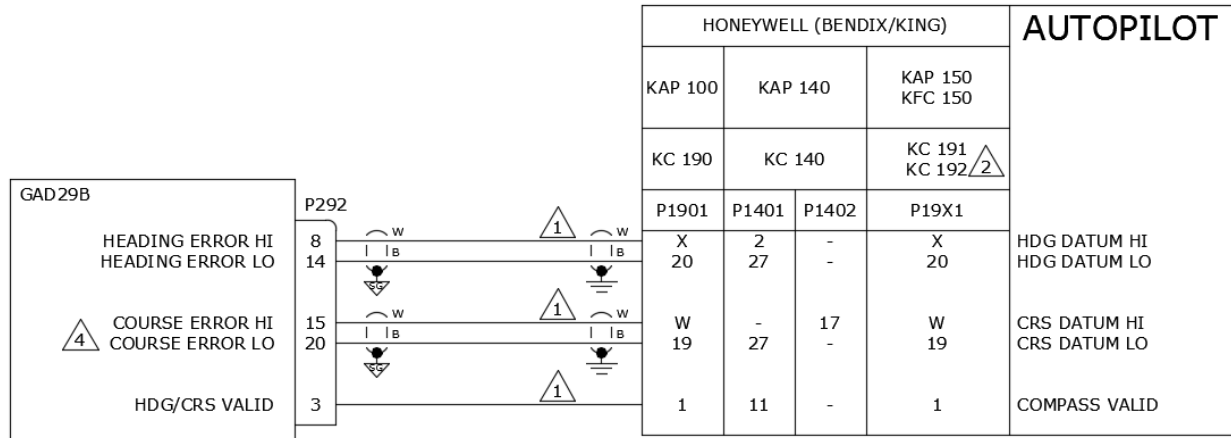 HONEYWELL (BENDIX/KING)
AUTOPILOT
KAP 100
KAP 140
KAP 150
KFC 150
KC 190
KC 140
KC 191
KC 192
2
GAD29B
P292
P1901
P1401
P1402
P19X1
HEADING ERROR HI 8 W 1 W X 2 - X HDG DATUM HI
HEADING ERROR LO 14 B B 20 27 - 20 HDG DATUM LO
SG
COURSE ERROR HI 15 W 1 W W - 17 W CRS DATUM HI
4 COURSE ERROR LO 20 B B 19 27 - 19 CRS DATUM LO
SG
HDG/CRS VALID 3 1 1 11 - 1 COMPASS VALID